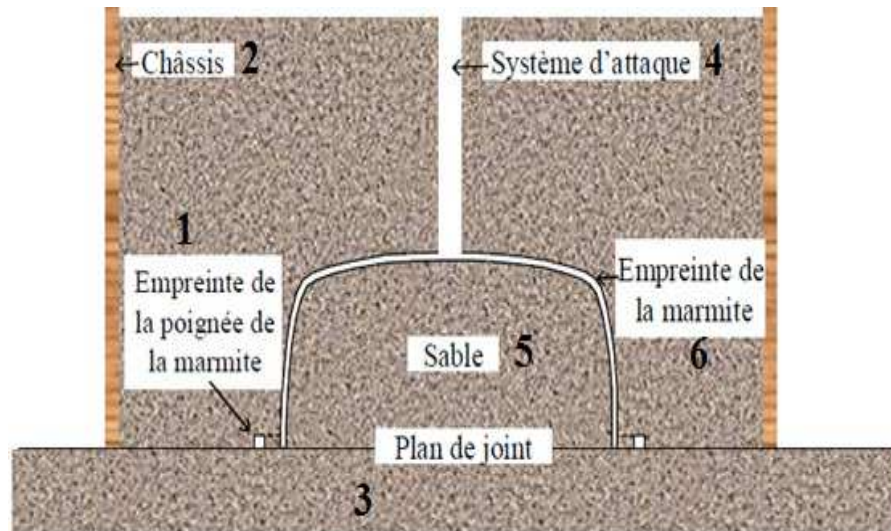 Châssis 2
Système d'attaque 4
1
Empreinte de
la poignée de
la marmite
Empreinte de
la marmite
6
Sable 5
Plan de joint
3